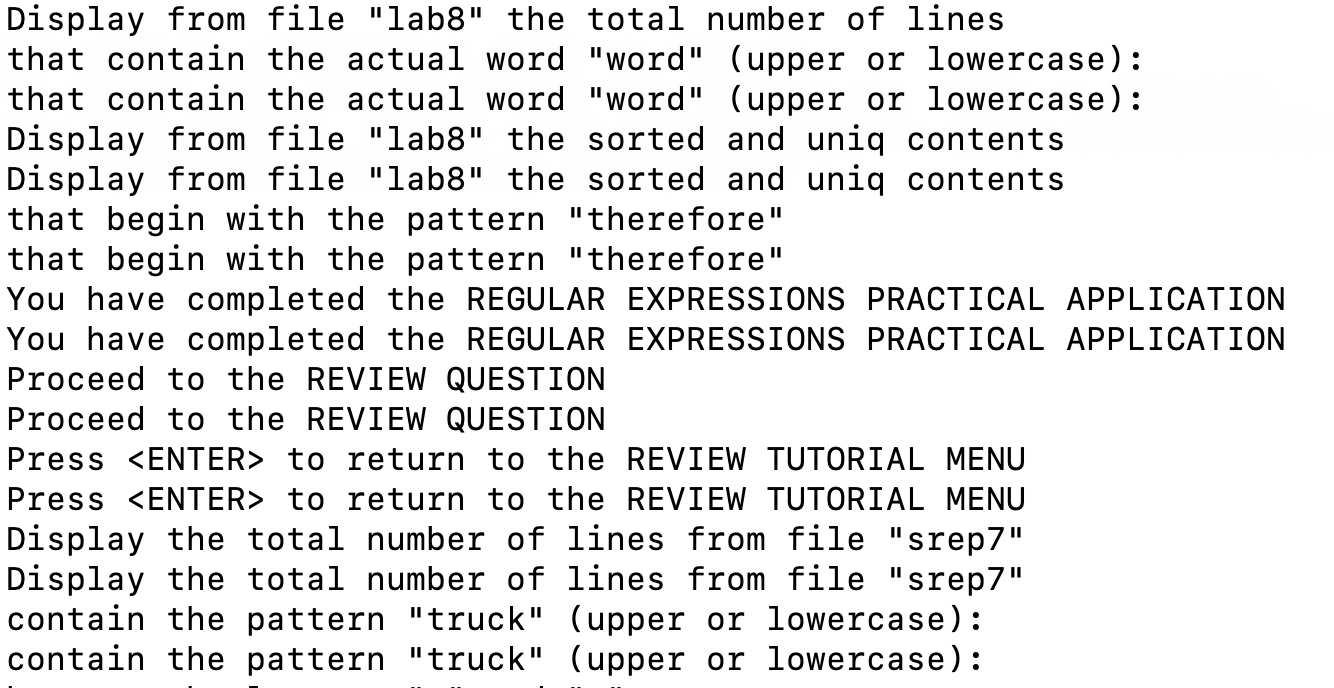 Display from file "lab8" the total number of lines
that contain the actual word "word" (upper or lowercase):
that contain the actual word "word" (upper or lowercase):
Display from file "lab8" the sorted and uniq contents
Display from file "lab8" the sorted and uniq contents
that begin with the pattern "therefore"
that begin with the pattern "therefore"
You have completed the REGULAR EXPRESSIONS PRACTICAL APPLICATION
You have completed the REGULAR EXPRESSIONS PRACTICAL APPLICATION
Proceed to the REVIEW QUESTION
Proceed to the REVIEW QUESTION
Press <ENTER> to return to the REVIEW TUTORIAL MENU
Press <ENTER> to return to the REVIEW TUTORIAL MENU
Display the total number of lines from file "srep7"
Display the total number of lines from file "srep7"
contain the pattern "truck" (upper or lowercase):
contain the pattern "truck" (upper or lowercase):